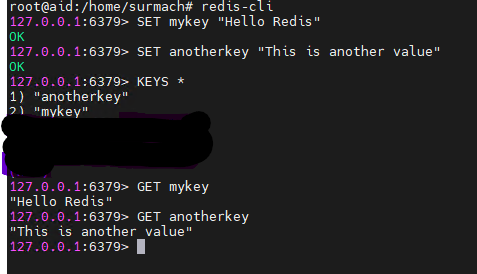 root@aid:/home/surmach# redis-cli
127.0.0.1:6379> SET mykey "Hello Redis"
OK
127.0.0.1:6379> SET anotherkey "This is another value"
OK
127.0.0.1:6379> KEYS *
1) "anotherkey"
2) "mykey"
127.0.0.1:6379> GET mykey
"Hello Redis"
127.0.0.1:6379> GET anotherkey
"This is another value"
127.0.0.1:6379>